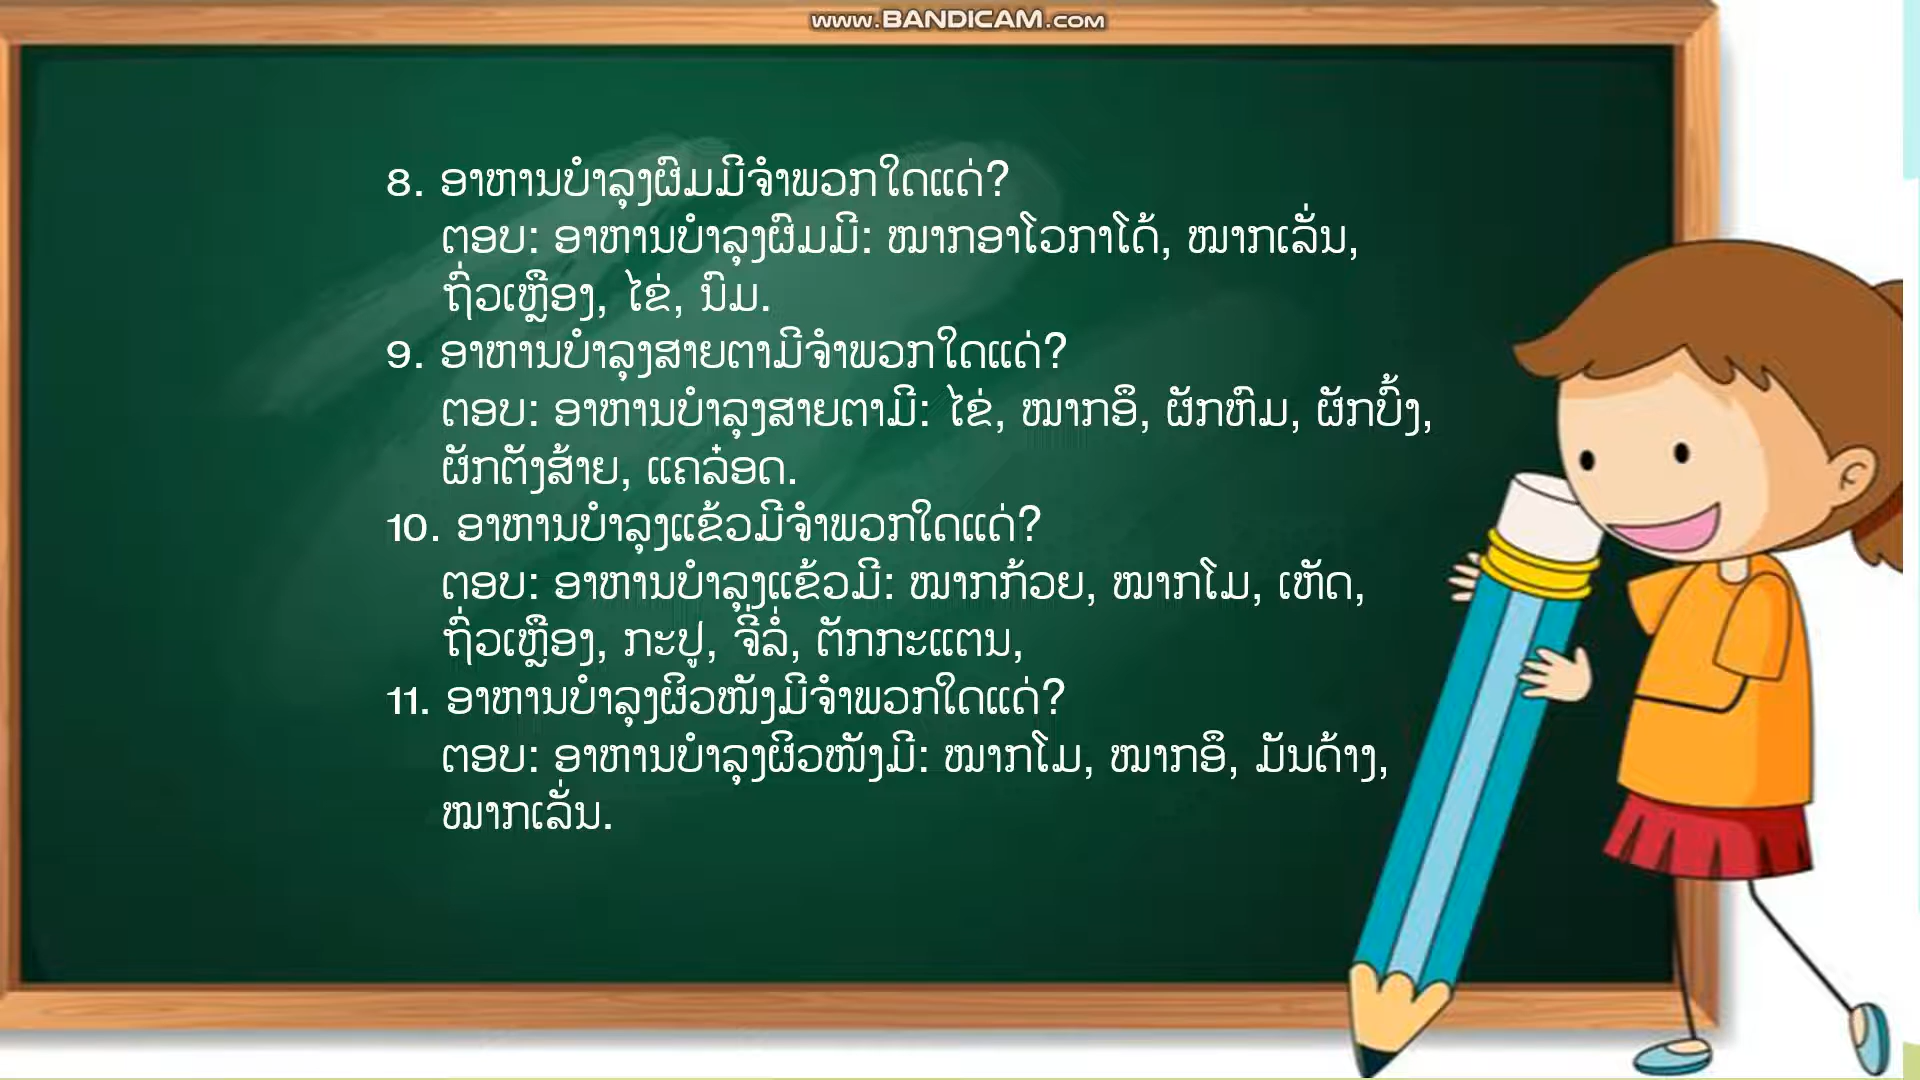 www.BANDICAM.com
8. ອາຫານບໍາລຸງຜົມມີຈໍາພວກໃດແດ່?
ຕອບ: ອາຫານບໍາລຸງຜົມມີ: ໝາກອາໂວກາໂດ້, ໝາກເລັ່ນ,
ຖົ່ວເຫຼືອງ, ໄຂ່, ນົມ.
9. ອາຫານບໍາລຸງສາຍຕາມີຈໍາພວກໃດແດ່?
ຕອບ: ອາຫານບໍາລຸງສາຍຕາມີ: ໄຂ່, ໝາກອຶ, ຜັກຫົມ, ຜັກບົ້ງ,
ຜັກຕັງສ້າຍ, ແຄລ໋ອດ.
10. ອາຫານບໍາລຸງແຂ້ວມີຈໍາພວກໃດແດ່?
ຕອບ: ອາຫານບໍາລຸງແຂ້ວມີ: ໝາກກ້ວຍ, ໝາກໂມ, ເຫັດ,
ຖົ່ວເຫຼືອງ, ກະປູ, ຈີ່ລໍ່, ຕັກກະແຕນ,
11. ອາຫານບໍາລຸງຜິວໜັງມີຈໍາພວກໃດແດ່?
ຕອບ: ອາຫານບໍາລຸງຜິວໜັງມີ: ໝາກໂມ, ໝາກອຶ, ມັນດ້າງ,
ໝາກເລັ່ນ.